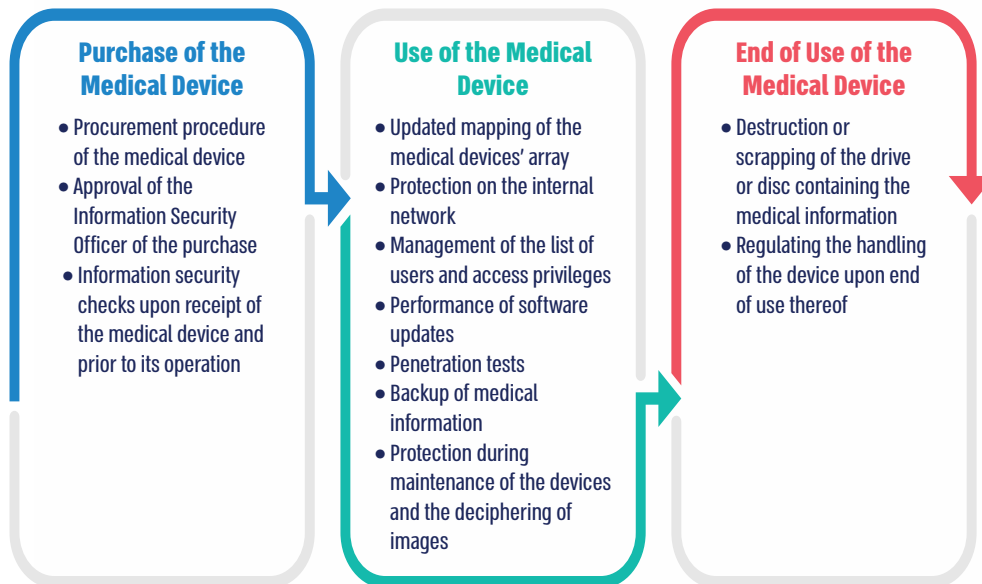 Purchase of the
Medical Device
• Procurement procedure
of the medical device
• Approval of the
Information Security
Officer of the purchase
• Information security
checks upon receipt of
the medical device and
prior to its operation
Use of the Medical
Device
• Updated mapping of the
medical devices' array
• Protection on the internal
network
• Management of the list of
users and access privileges
• Performance of software
updates
• Penetration tests
• Backup of medical
information
• Protection during
maintenance of the devices
and the deciphering of
images
End of Use of the
Medical Device
• Destruction or
scrapping of the drive
or disc containing the
medical information
• Regulating the handling
of the device upon end
of use thereof